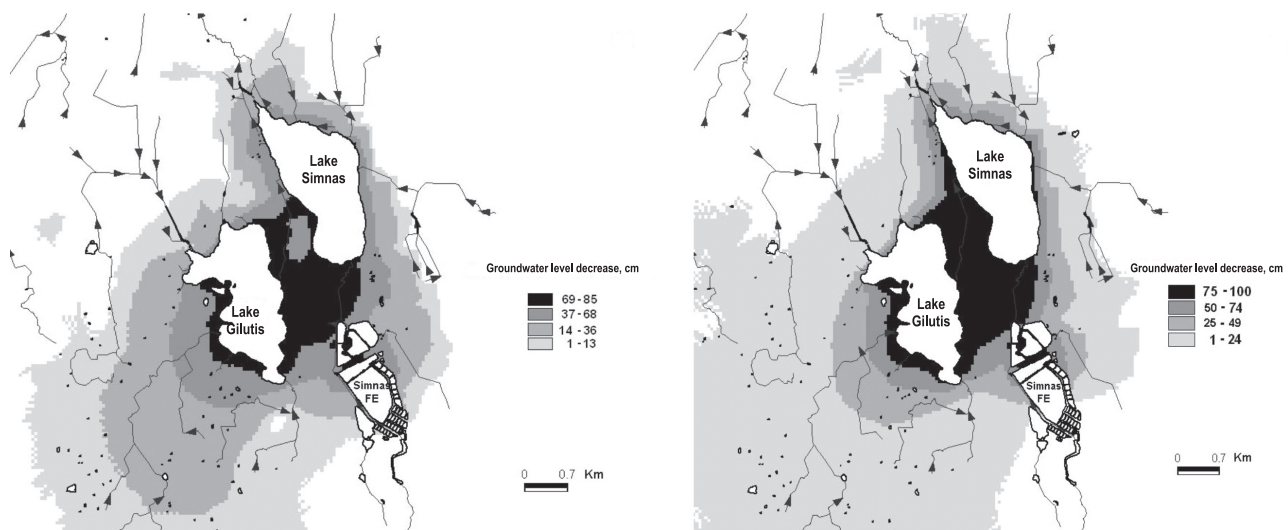 Lake
Simnas
Groundwater level decrease, cm
69 - 85
37 - 68
14 - 36
1 - 13
Lake
Gilutis
Simnas
FE
0 0.7 Km
Lake
Simnas
Groundwater level decrease, cm
75 - 100
50 - 74
25 - 49
1 - 24
Lake
Gilutis
Simnas
FE
0 0.7 Km